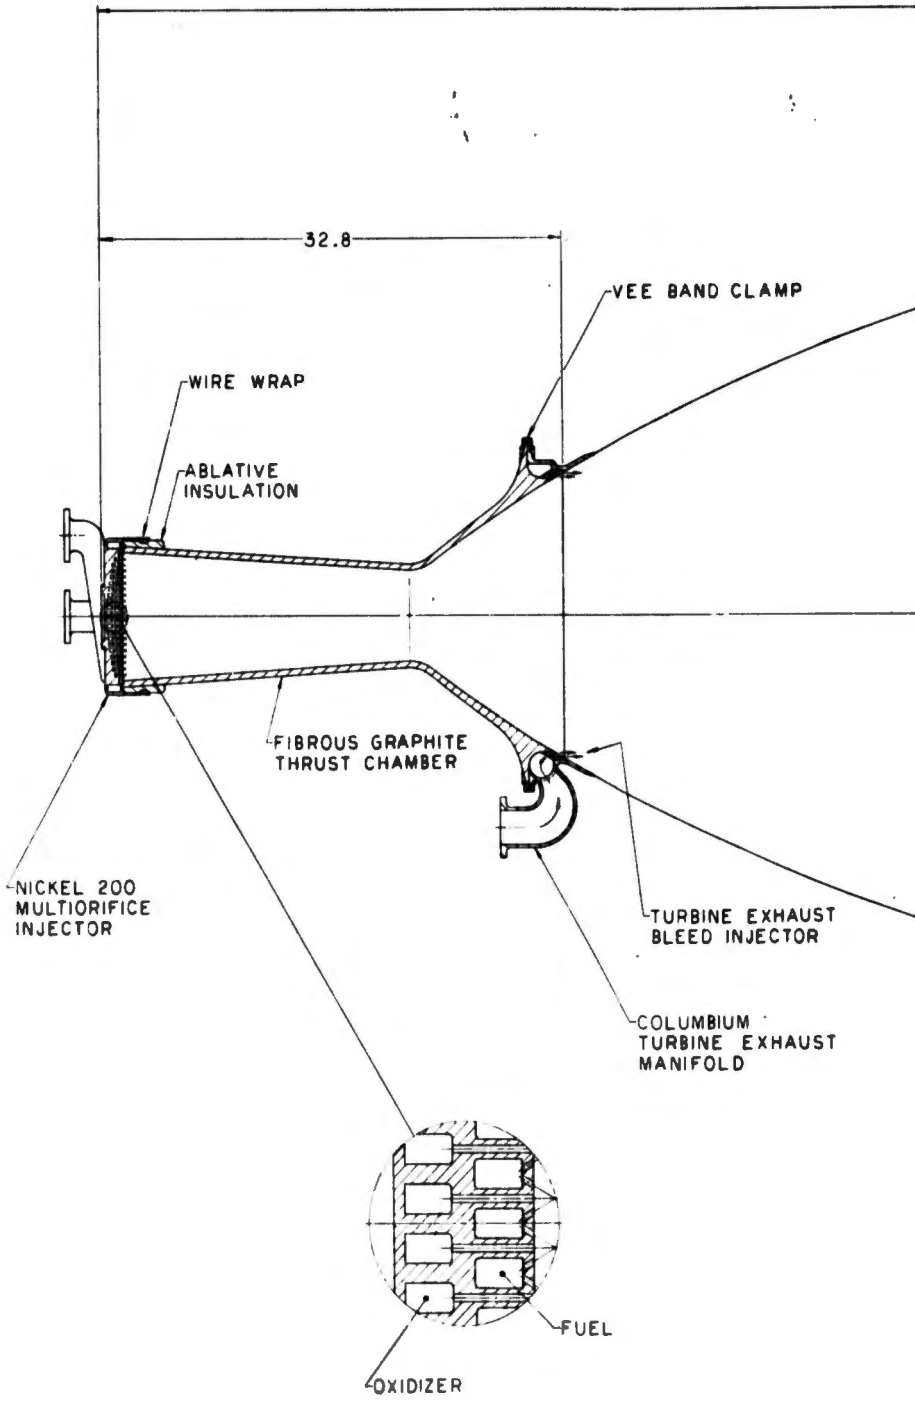 32.8
VEE BAND CLAMP
WIRE WRAP
ABLATIVE
INSULATION
FIBROUS GRAPHITE
THRUST CHAMBER
NICKEL 200
MULTIORIFICE
INJECTOR
TURBINE EXHAUST
BLEED INJECTOR
COLUMBIUM
TURBINE EXHAUST
MANIFOLD
FUEL
OXIDIZER